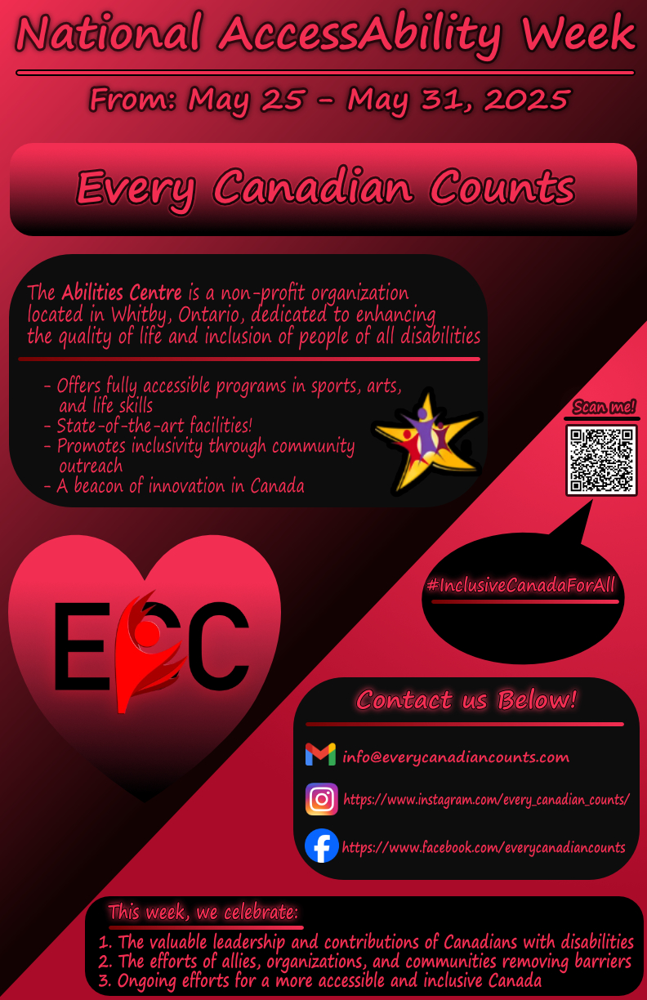 National AccessAbility Week
From: May 25 - May 31, 2025
Every Canadian Counts
The Abilities Centre is a non-profit organization
located in Whitby, Ontario, dedicated to enhancing
the quality of life and inclusion of people of all disabilities
- Offers fully accessible programs in sports, arts,
and life skills
- State-of-the-art facilities!
- Promotes inclusivity through community
outreach
- A beacon of innovation in Canada
Scan me!
#InclusiveCanadaForAll
ECC
Contact us Below!
info@everycanadiancounts.com
https://www.instagram.com/every_canadian_counts/
https://www.facebook.com/everycanadiancounts
This week, we celebrate:
1. The valuable leadership and contributions of Canadians with disabilities
2. The efforts of allies, organizations, and communities removing barriers
3. Ongoing efforts for a more accessible and inclusive Canada